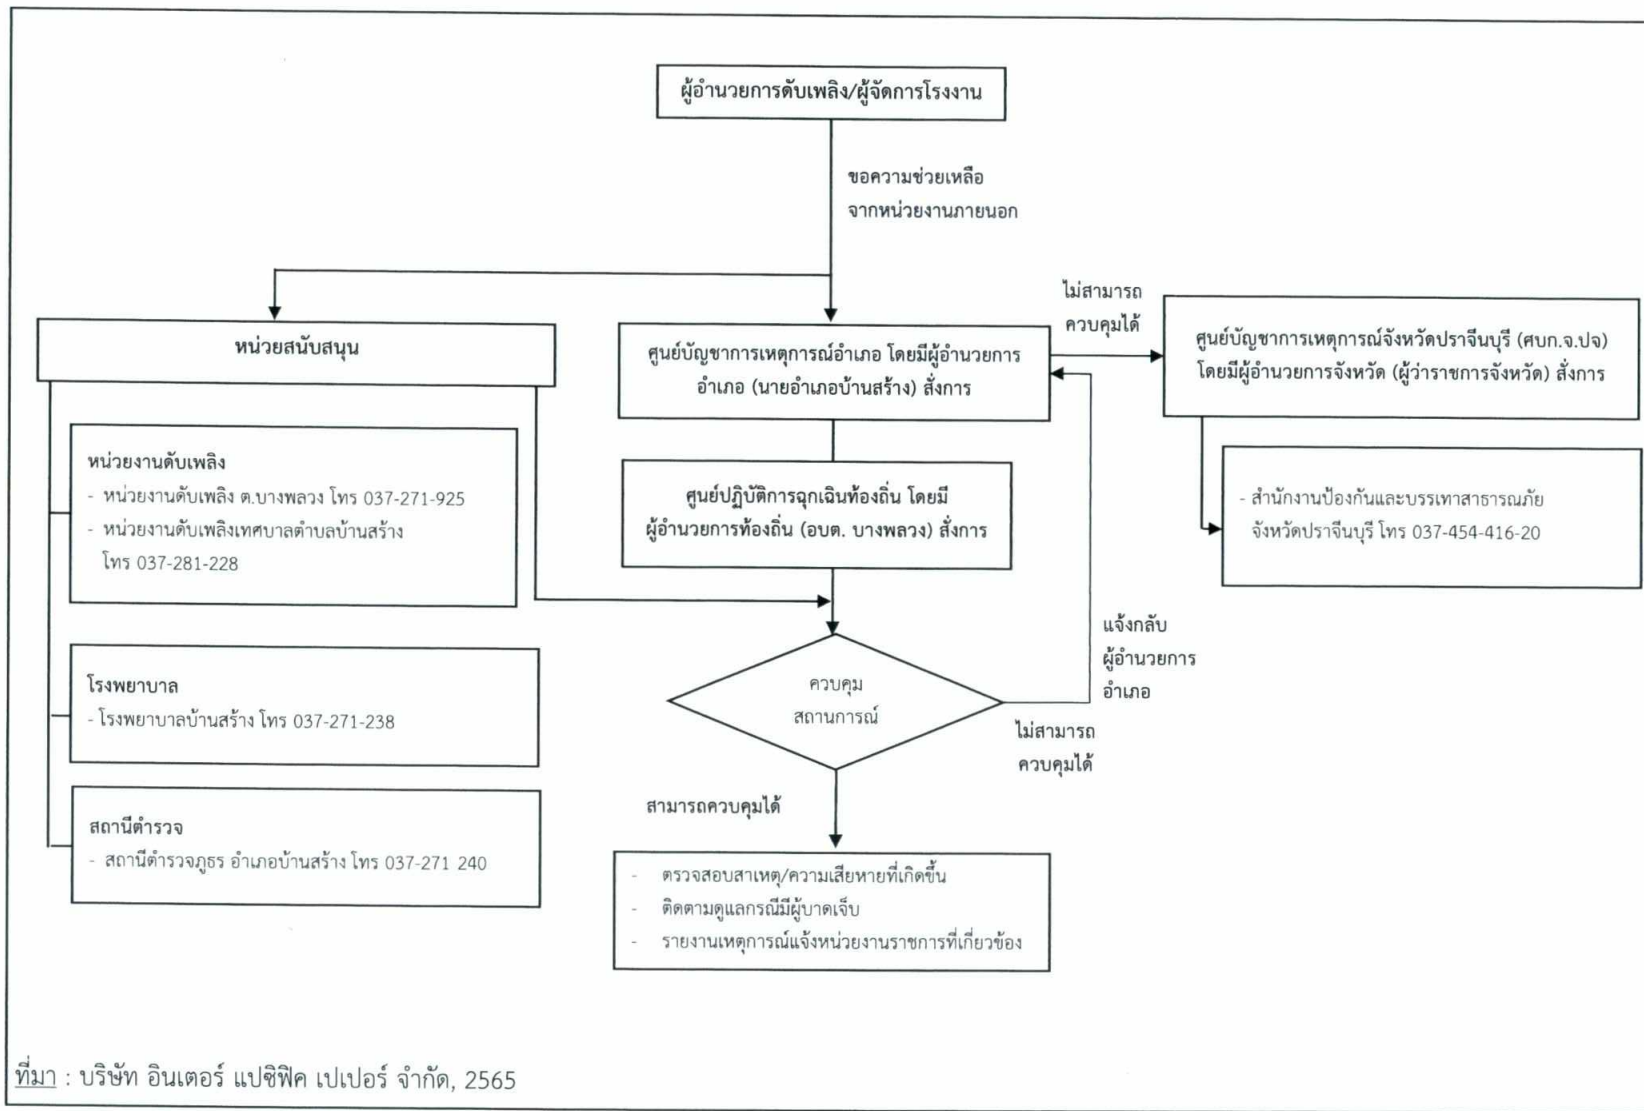 ผู้อำนวยการดับเพลิง/ผู้จัดการโรงงาน
ขอความช่วยเหลือ
จากหน่วยงานภายนอก
หน่วยสนับสนุน
หน่วยงานดับเพลิง
- หน่วยงานดับเพลิง ต.บางพลวง โทร 037-271-925
- หน่วยงานดับเพลิงเทศบาลตำบลบ้านสร้าง
โทร 037-281-228
โรงพยาบาล
- โรงพยาบาลบ้านสร้าง โทร 037-271-238
สถานีตำรวจ
- สถานีตำรวจภูธร อำเภอบ้านสร้าง โทร 037-271 240
ศูนย์บัญชาการเหตุการณ์อำเภอ โดยมีผู้อำนวยการ
อำเภอ (นายอำเภอบ้านสร้าง) สั่งการ
ศูนย์ปฏิบัติการฉุกเฉินท้องถิ่น โดยมี
ผู้อำนวยการท้องถิ่น (อบต. บางพลวง) สั่งการ
ควบคุม
สถานการณ์
ไม่สามารถ
ควบคุมได้
แจ้งกลับ
ผู้อำนวยการ
อำเภอ
ไม่สามารถ
ควบคุมได้
ศูนย์บัญชาการเหตุการณ์จังหวัดปราจีนบุรี (ศบก.จ.ปจ)
โดยมีผู้อำนวยการจังหวัด (ผู้ว่าราชการจังหวัด) สั่งการ
- สำนักงานป้องกันและบรรเทาสาธารณภัย
จังหวัดปราจีนบุรี โทร 037-454-416-20
สามารถควบคุมได้
- ตรวจสอบสาเหตุ/ความเสียหายที่เกิดขึ้น
- ติดตามดูแลกรณีมีผู้บาดเจ็บ
- รายงานเหตุการณ์แจ้งหน่วยงานราชการที่เกี่ยวข้อง
ที่มา : บริษัท อินเตอร์ แปซิฟิค เปเปอร์ จำกัด, 2565